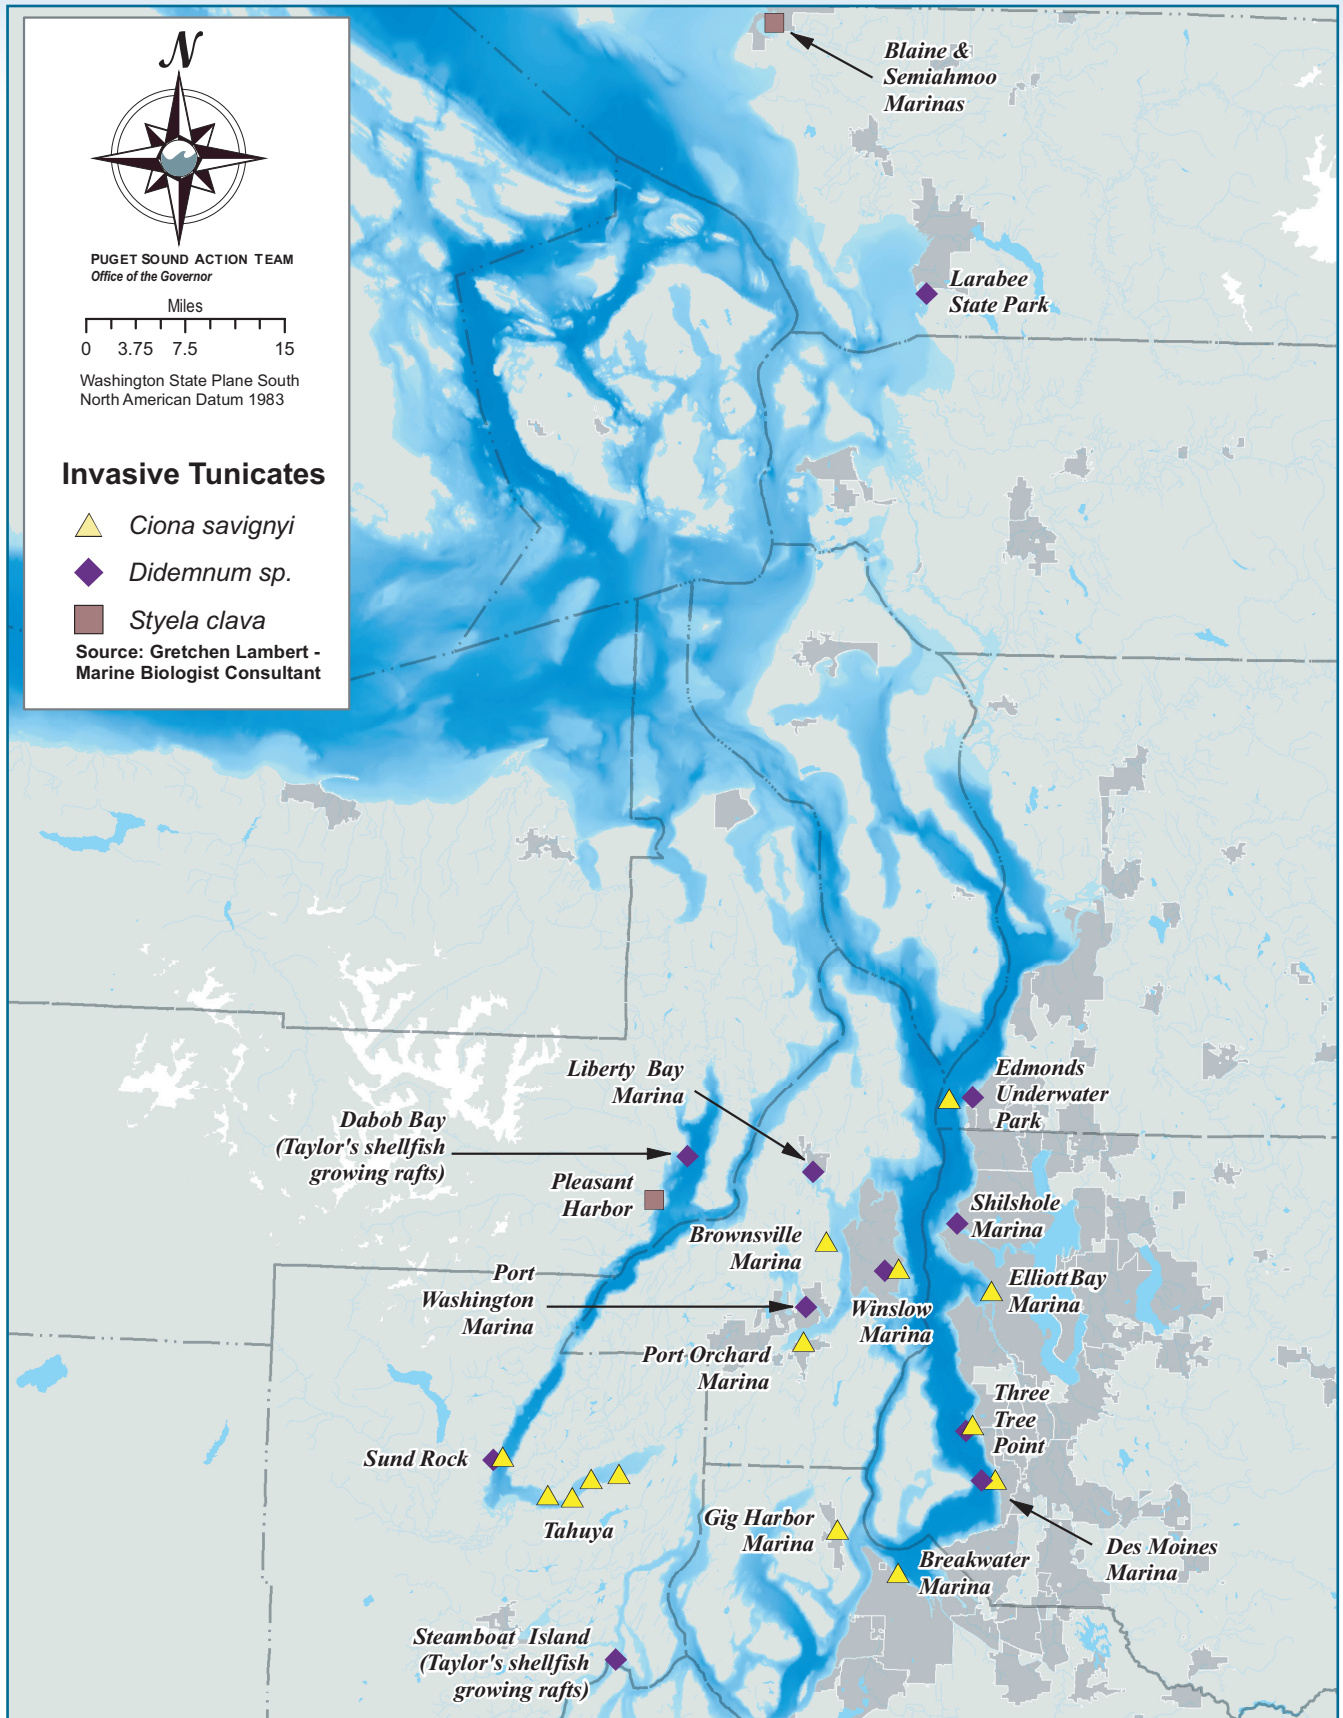 N
PUGET SOUND ACTION TEAM
Office of the Governor
Miles
0 3.75 7.5 15
Washington State Plane South
North American Datum 1983
Invasive Tunicates
Ciona savignyi
Didemnum sp.
Styela clava
Source: Gretchen Lambert -
Marine Biologist Consultant
Blaine &
Semiahmoo
Marinas
Larabee
State Park
Edmonds
Underwater
Park
Liberty Bay
Marina
Dabob Bay
(Taylor's shellfish
growing rafts)
Pleasant
Harbor
Shilshole
Marina
Brownsville
Marina
Port
Washington
Marina
Winslow
Marina
Elliott Bay
Marina
Port Orchard
Marina
Three
Tree
Point
Sund Rock
Tahuya
Gig Harbor
Marina
Des Moines
Marina
Breakwater
Marina
Steamboat Island
(Taylor's shellfish
growing rafts)